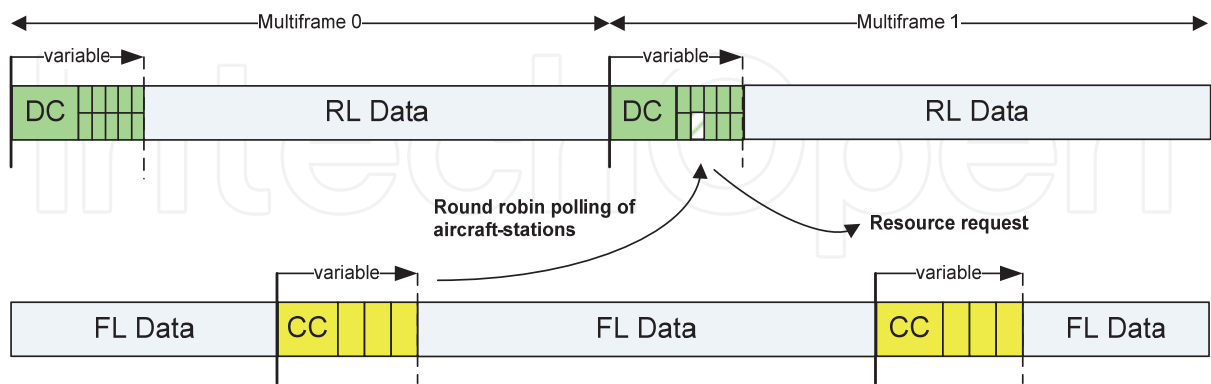 Multiframe 0
Multiframe 1
variable
variable
DC
RL Data
DC
RL Data
IntechOpen
Round robin polling of
aircraft-stations
Resource request
variable
variable
FL Data
CC
FL Data
CC
FL Data